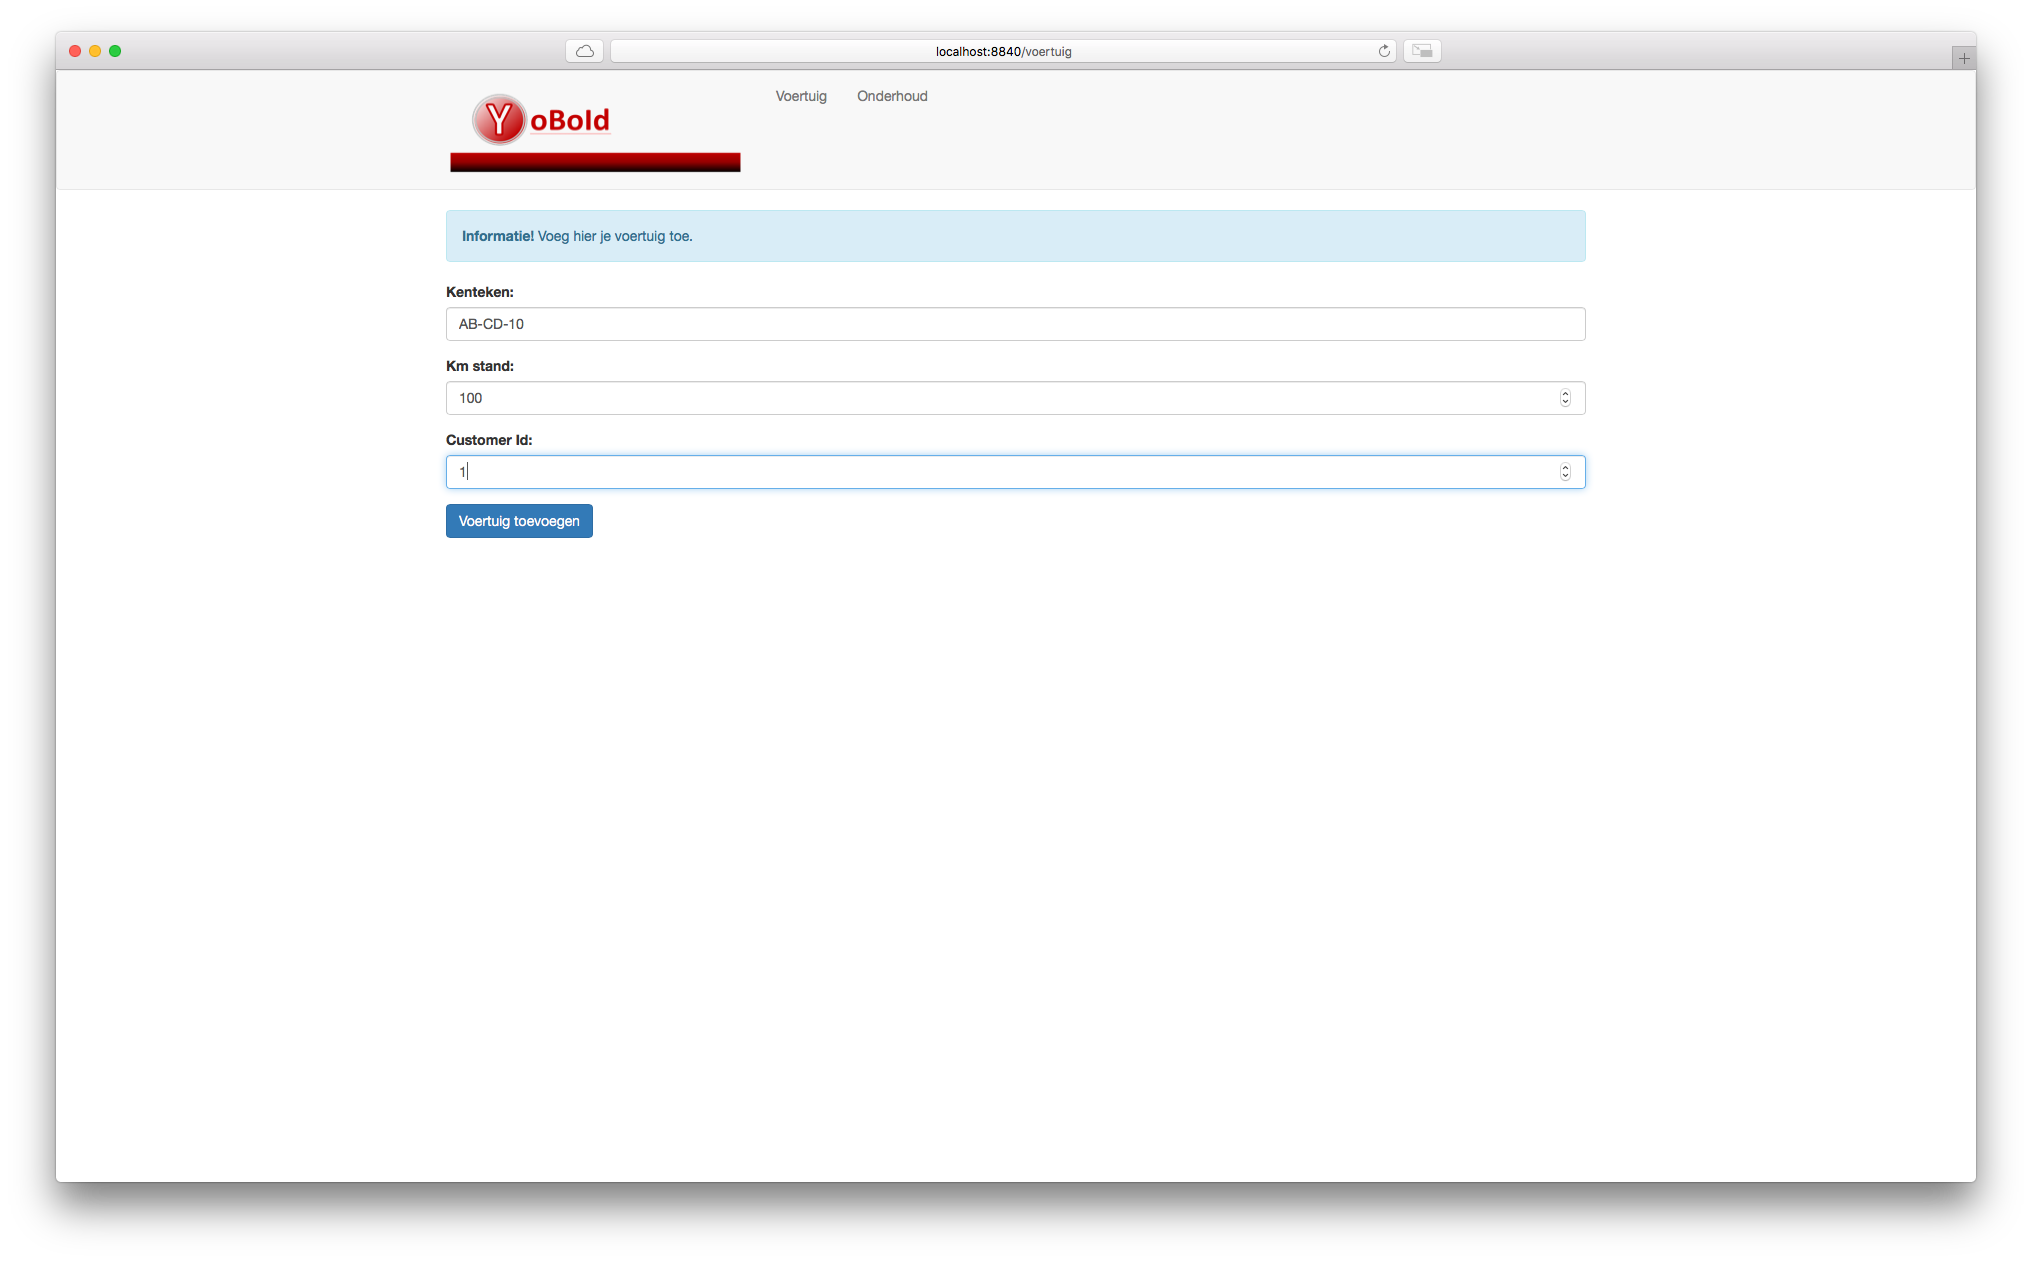 localhost:8840/voertuig
YoBold
Voertuig
Onderhoud
Informatie! Voeg hier je voertuig toe.
Kenteken:
AB-CD-10
Km stand:
100
Customer Id:
1
Voertuig toevoegen